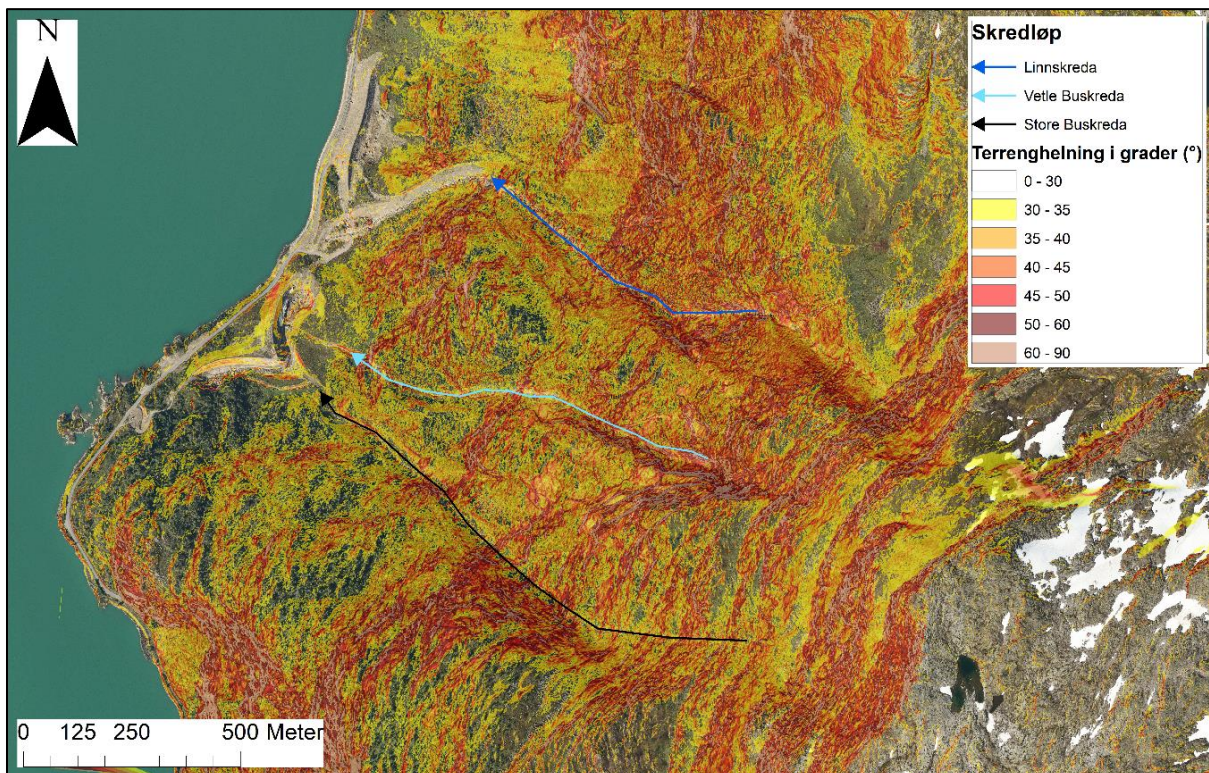 N
Skredløp
Linnskreda
Vetle Buskreda
Store Buskreda
Terrenghelning i grader (°)
0 - 30
30 - 35
35 - 40
40 - 45
45 - 50
50 - 60
60 - 90
0 125 250 500 Meter